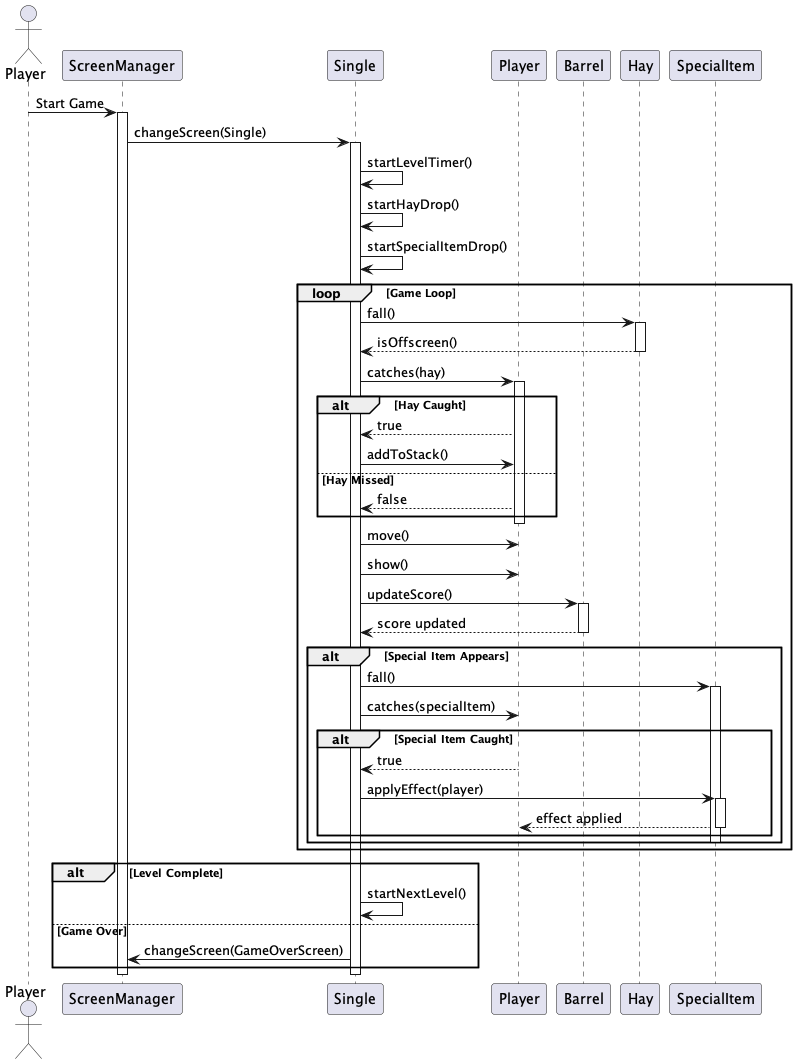 Player
ScreenManager
Single
Player
Barrel
Hay
SpecialItem
Start Game
changeScreen(Single)
startLevelTimer()
startHayDrop()
startSpecialItemDrop()
loop
[Game Loop]
fall()
isOffscreen()
catches(hay)
alt
[Hay Caught]
true
addToStack()
[Hay Missed]
false
move()
show()
updateScore()
score updated
alt
[Special Item Appears]
fall()
catches(specialItem)
alt
[Special Item Caught]
true
applyEffect(player)
effect applied
alt
[Level Complete]
startNextLevel()
[Game Over]
changeScreen(GameOverScreen)
Player
ScreenManager
Single
Player
Barrel
Hay
SpecialItem